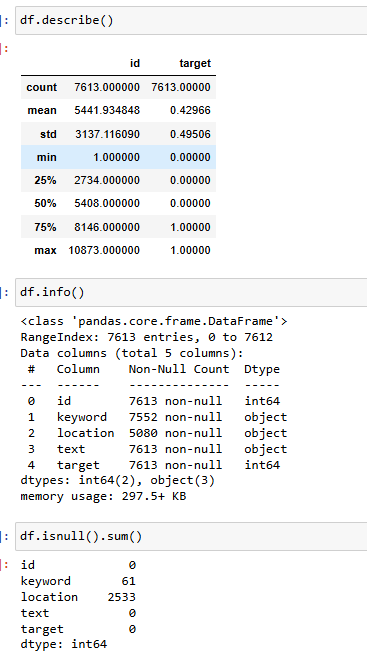 ]: df.describe()
]:
id target
count 7613.000000 7613.00000
mean 5441.934848 0.42966
std 3137.116090 0.49506
min 1.000000 0.00000
25% 2734.000000 0.00000
50% 5408.000000 0.00000
75% 8146.000000 1.00000
max 10873.000000 1.00000
]: df.info()
<class 'pandas.core.frame.DataFrame'>
RangeIndex: 7613 entries, 0 to 7612
Data columns (total 5 columns):
 #   Column    Non-Null Count  Dtype
---  ------    --------------  -----
 0   id        7613 non-null   int64
 1   keyword   7552 non-null   object
 2   location  5080 non-null   object
 3   text      7613 non-null   object
 4   target    7613 non-null   int64
dtypes: int64(2), object(3)
memory usage: 297.5+ KB
]: df.isnull().sum()
]: id 0
keyword 61
location 2533
text 0
target 0
dtype: int64